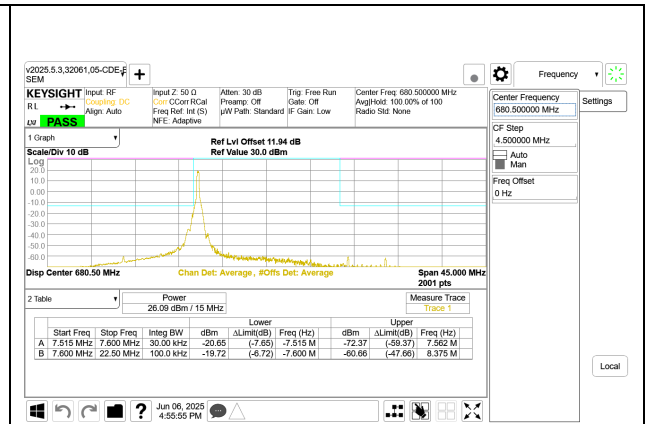 v2025.5.3,32061,05-CDE-E
SEM
Frequency
KEYSIGHT
RL
LXI
PASS
Input: RF
Coupling: DC
Align: Auto
Input Z: 50 Ω
Corr CCorr RCal
Freq Ref: Int (S)
NFE: Adaptive
Atten: 30 dB
Preamp: Off
µW Path: Standard
Trig: Free Run
Gate: Off
IF Gain: Low
Center Freq: 680.500000 MHz
Avg|Hold: 100.00% of 100
Radio Std: None
Center Frequency
680.500000 MHz
Settings
CF Step
4.500000 MHz
Auto
Man
Freq Offset
0 Hz
1 Graph
Ref Lvl Offset 11.94 dB
Scale/Div 10 dB
Ref Value 30.0 dBm
Log
20.0
10.0
0.00
-10.0
-20.0
-30.0
-40.0
-50.0
-60.0
Disp Center 680.50 MHz
Chan Det: Average, #Offs Det: Average
Span 45.000 MHz
2001 pts
2 Table
Power
26.09 dBm / 15 MHz
Measure Trace
Trace 1
Lower Upper
Start Freq Stop Freq Integ BW dBm ΔLimit(dB) Freq (Hz) dBm ΔLimit(dB) Freq (Hz)
A 7.515 MHz 7.600 MHz 30.00 kHz -20.65 (-7.65) -7.515 M -72.37 (-59.37) 7.562 M
B 7.600 MHz 22.50 MHz 100.0 kHz -19.72 (-6.72) -7.600 M -60.66 (-47.66) 8.375 M
Local
Jun 06, 2025
4:55:55 PM